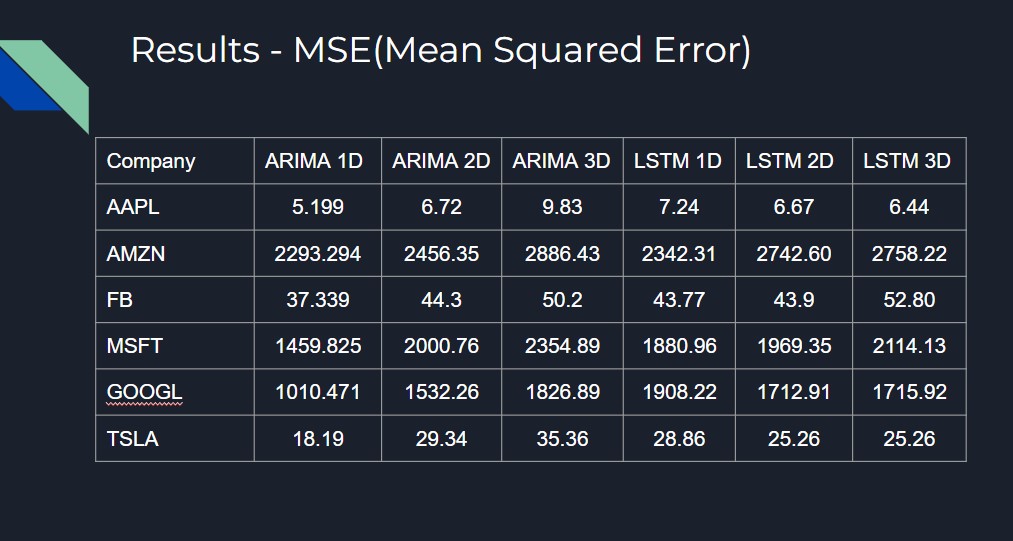 Results - MSE(Mean Squared Error)
Company ARIMA 1D ARIMA 2D ARIMA 3D LSTM 1D LSTM 2D LSTM 3D
AAPL 5.199 6.72 9.83 7.24 6.67 6.44
AMZN 2293.294 2456.35 2886.43 2342.31 2742.60 2758.22
FB 37.339 44.3 50.2 43.77 43.9 52.80
MSFT 1459.825 2000.76 2354.89 1880.96 1969.35 2114.13
GOOGL 1010.471 1532.26 1826.89 1908.22 1712.91 1715.92
TSLA 18.19 29.34 35.36 28.86 25.26 25.26